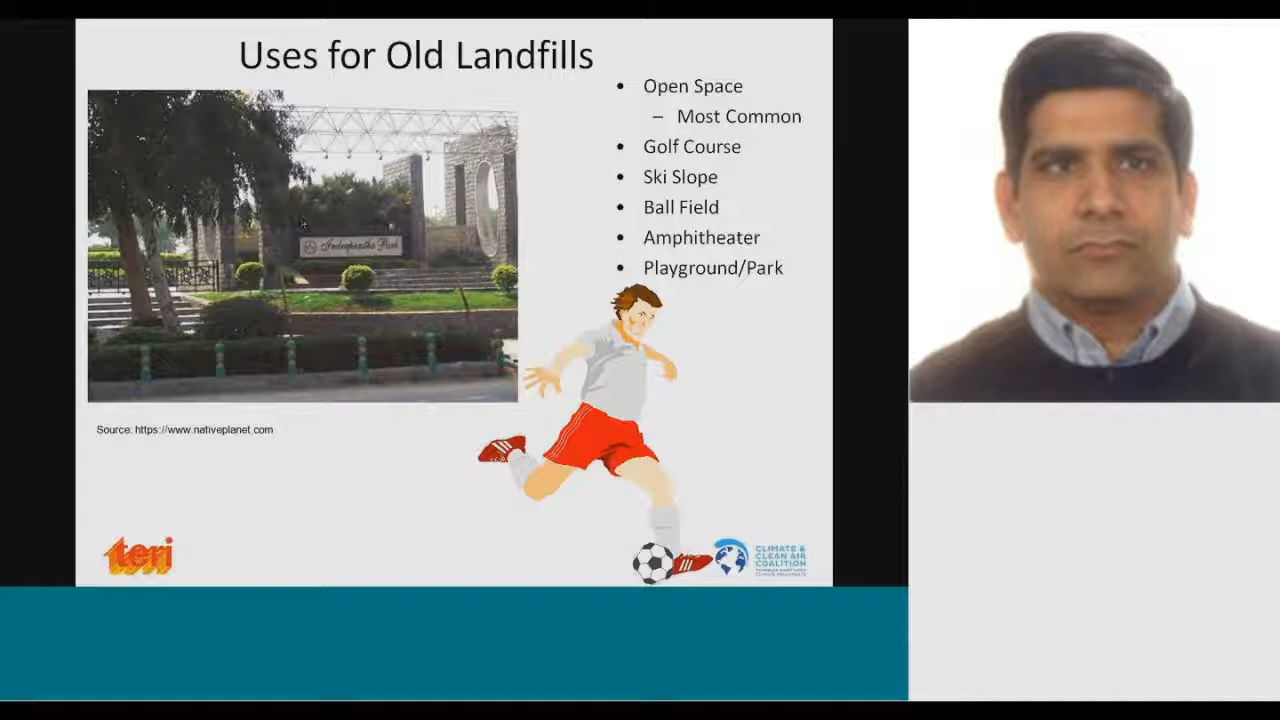 Uses for Old Landfills
• Open Space
– Most Common
• Golf Course
• Ski Slope
• Ball Field
• Amphitheater
• Playground/Park
Indraprastha Park
Source: https://www.nativeplanet.com
teri
CLIMATE &
CLEAN AIR
COALITION